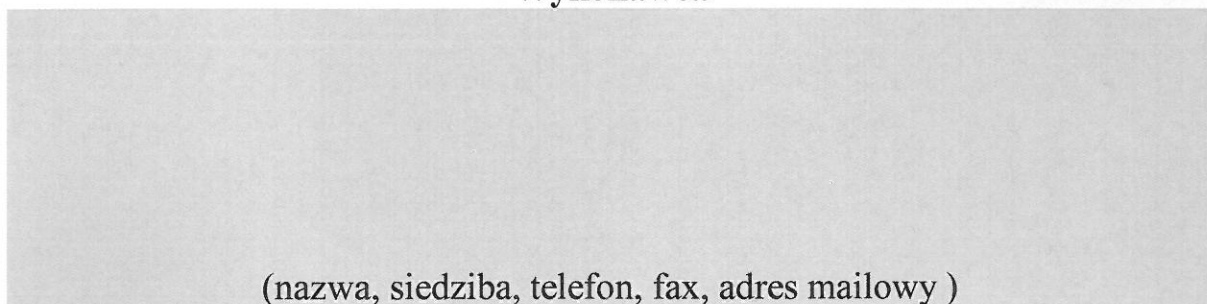 (nazwa, siedziba, telefon, fax, adres mailowy )